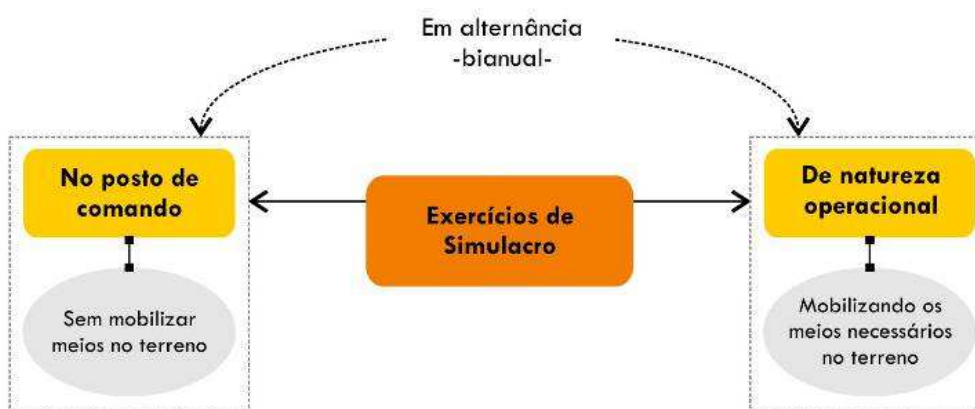 Em alternância
-bianual-
No posto de
comando
De natureza
operacional
Exercícios de
Simulacro
Sem mobilizar
meios no terreno
Mobilizando os
meios necessários
no terreno